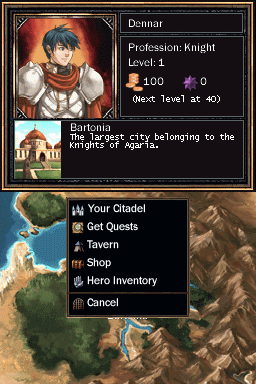 Dennar
Profession: Knight
Level: 1
100 0
(Next level at 40)
Bartonia
The largest city belonging to the
Knights of Agaria.
Your Citadel
Get Quests
Tavern
Shop
Hero Inventory
Cancel